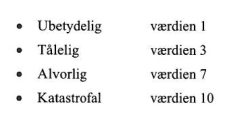 • Ubetydelig værdien 1
• Tålelig værdien 3
• Alvorlig værdien 7
• Katastrofal værdien 10